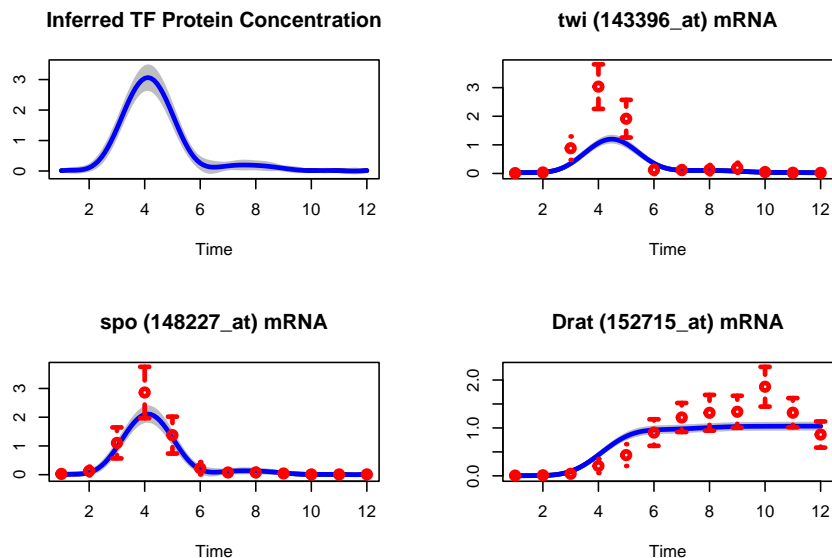 Inferred TF Protein Concentration
0 1 2 3
2 4 6 8 10 12
Time
twi (143396_at) mRNA
0 1 2 3
2 4 6 8 10 12
Time
spo (148227_at) mRNA
0 1 2 3
2 4 6 8 10 12
Time
Drat (152715_at) mRNA
0.0 1.0 2.0
2 4 6 8 10 12
Time